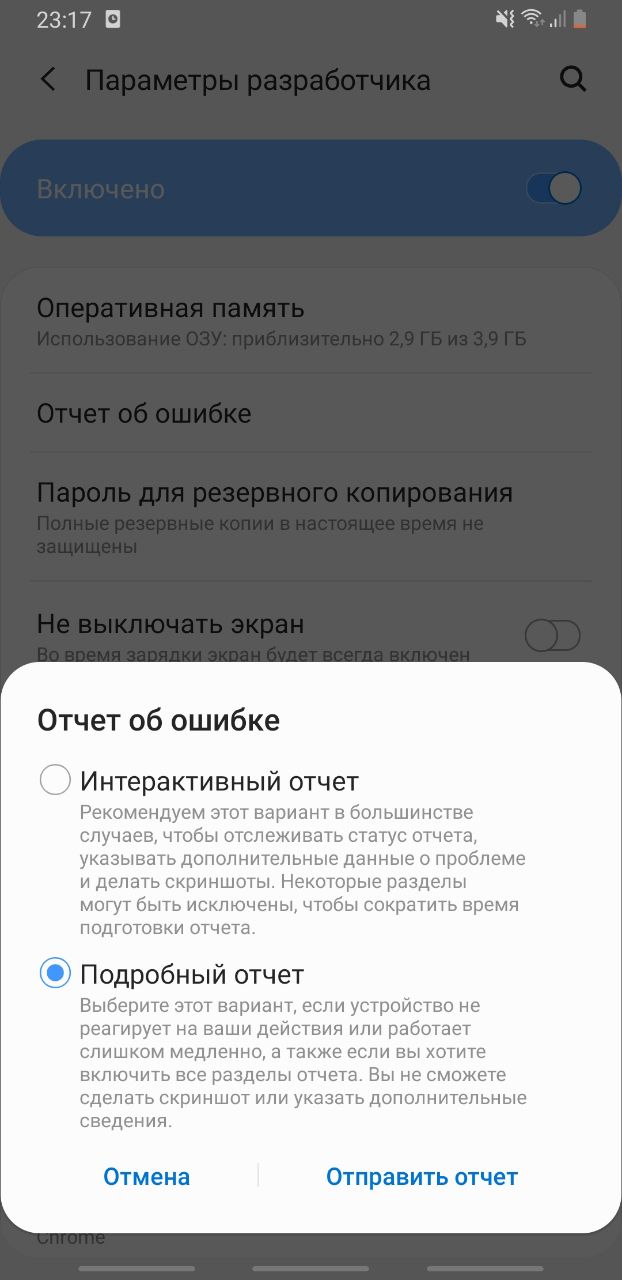 23:17
Параметры разработчика
Включено
Оперативная память
Использование ОЗУ: приблизительно 2,9 ГБ из 3,9 ГБ
Отчет об ошибке
Пароль для резервного копирования
Полные резервные копии в настоящее время не
защищены
Не выключать экран
Во время зарядки экран будет всегда включен
Отчет об ошибке
Интерактивный отчет
Рекомендуем этот вариант в большинстве
случаев, чтобы отслеживать статус отчета,
указывать дополнительные данные о проблеме
и делать скриншоты. Некоторые разделы
могут быть исключены, чтобы сократить время
подготовки отчета.
Подробный отчет
Выберите этот вариант, если устройство не
реагирует на ваши действия или работает
слишком медленно, а также если вы хотите
включить все разделы отчета. Вы не сможете
сделать скриншот или указать дополнительные
сведения.
Отмена
Отправить отчет
Chrome